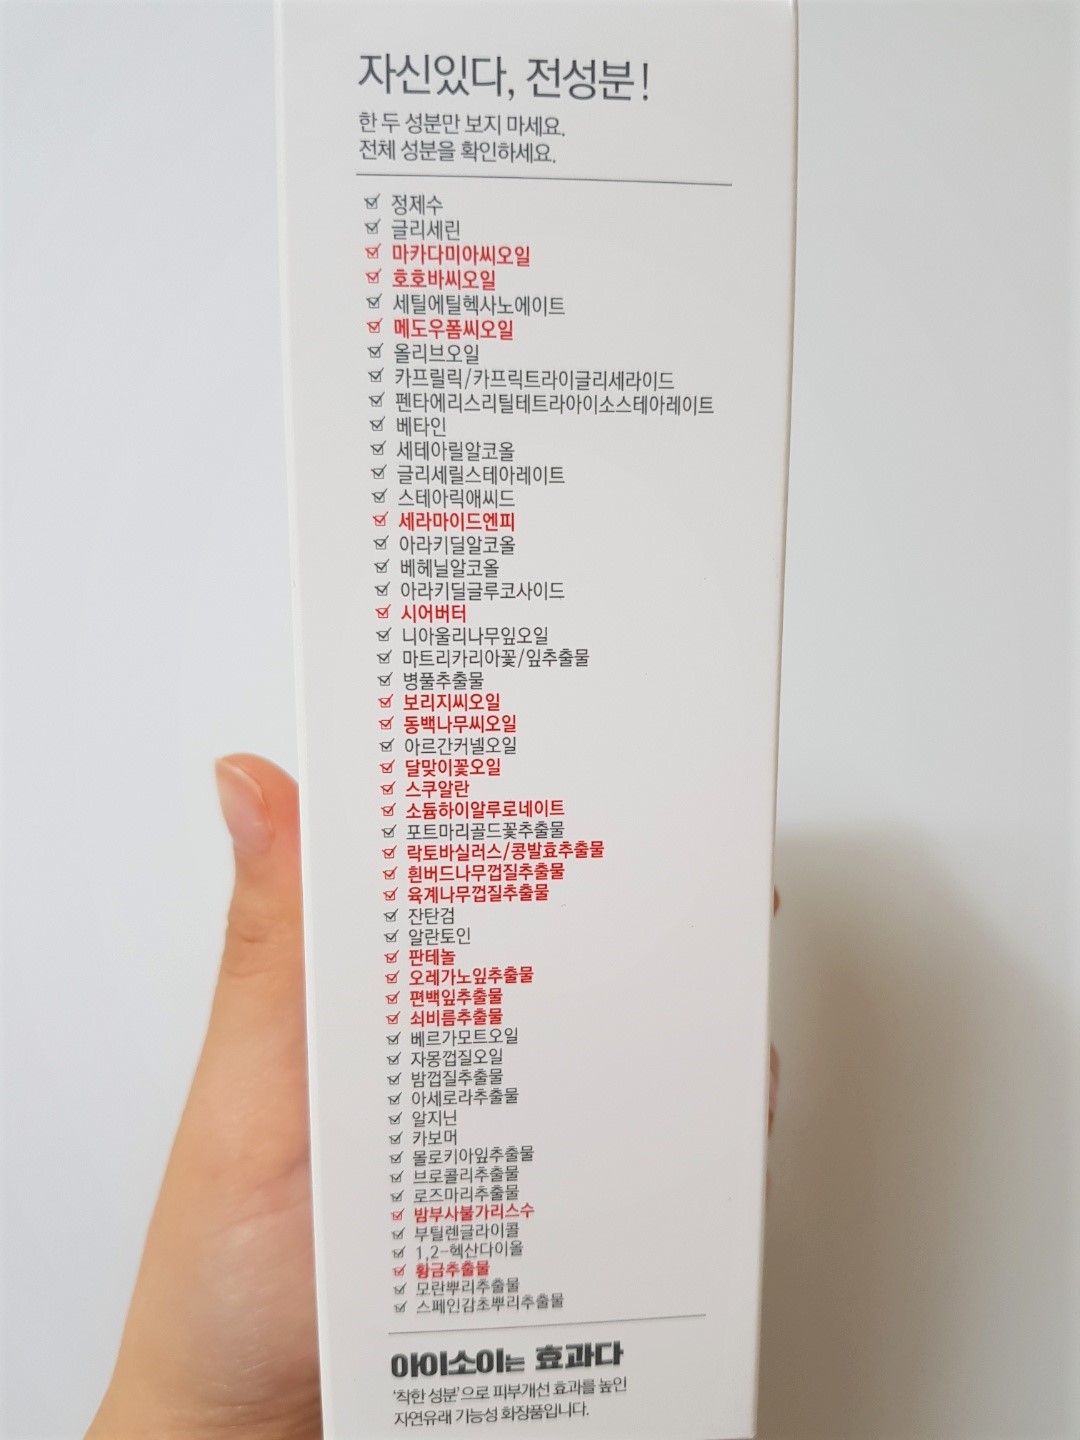 자신있다, 전성분!
한 두 성분만 보지 마세요.
전체 성분을 확인하세요.
정제수
글리세린
마카다미아씨오일
호호바씨오일
세틸에틸헥사노에이트
메도우폼씨오일
올리브오일
카프릴릭/카프릭트라이글리세라이드
펜타에리스리틸테트라아이소스테아레이트
베타인
세테아릴알코올
글리세릴스테아레이트
스테아릭애씨드
세라마이드엔피
아라키딜알코올
베헤닐알코올
아라키딜글루코사이드
시어버터
니아울리나무잎오일
마트리카리아꽃/잎추출물
병풀추출물
보리지씨오일
동백나무씨오일
아르간커넬오일
달맞이꽃오일
스쿠알란
소듐하이알루로네이트
포트마리골드꽃추출물
락토바실러스/콩발효추출물
흰버드나무껍질추출물
육계나무껍질추출물
잔탄검
알란토인
판테놀
오레가노잎추출물
편백잎추출물
쇠비름추출물
베르가모트오일
자몽껍질오일
밤껍질추출물
아세로라추출물
알지닌
카보머
몰로키아잎추출물
브로콜리추출물
로즈마리추출물
밤부사불가리스수
부틸렌글라이콜
1,2-헥산다이올
황금추출물
모란뿌리추출물
스페인감초뿌리추출물
아이소이는 효과다
'착한 성분'으로 피부개선 효과를 높인
자연유래 기능성 화장품입니다.